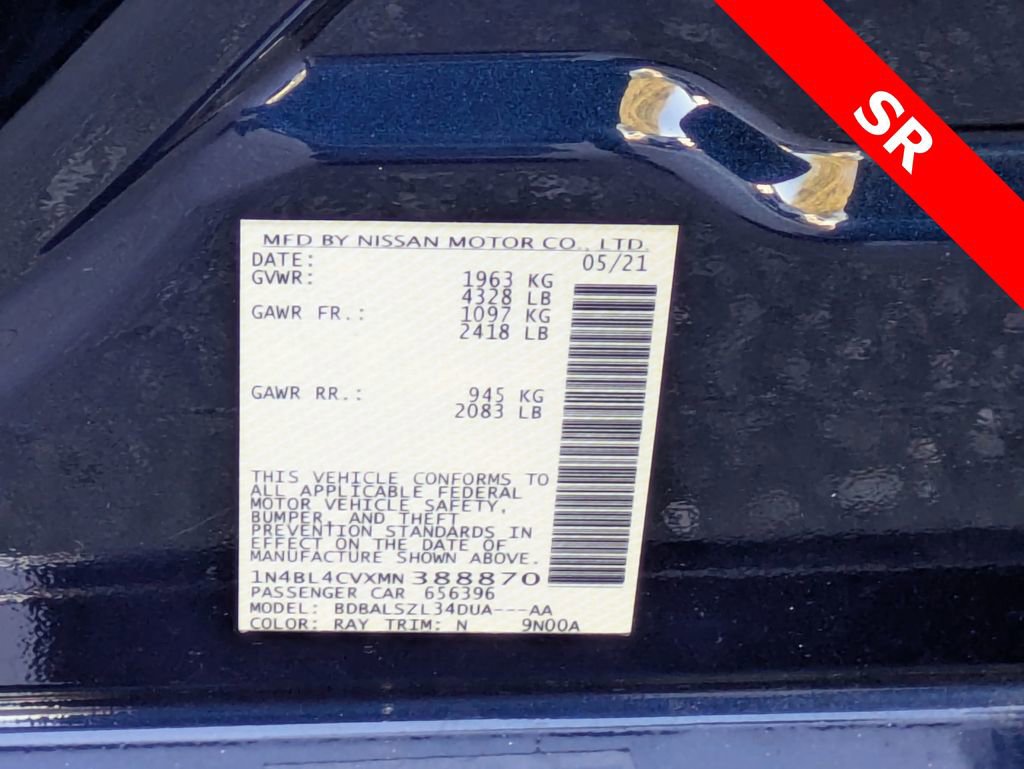 SR
MFD BY NISSAN MOTOR CO., LTD.
DATE: 05/21
GVWR: 1963 KG
4328 LB
GAWR FR.: 1097 KG
2418 LB
GAWR RR.: 945 KG
2083 LB
THIS VEHICLE CONFORMS TO
ALL APPLICABLE FEDERAL
MOTOR VEHICLE SAFETY,
BUMPER, AND THEFT
PREVENTION STANDARDS IN
EFFECT ON THE DATE OF
MANUFACTURE SHOWN ABOVE.
1N4BL4CVXMN388870
PASSENGER CAR 656396
MODEL: BDBALSZL34DUA---AA
COLOR: RAY TRIM: N 9N00A